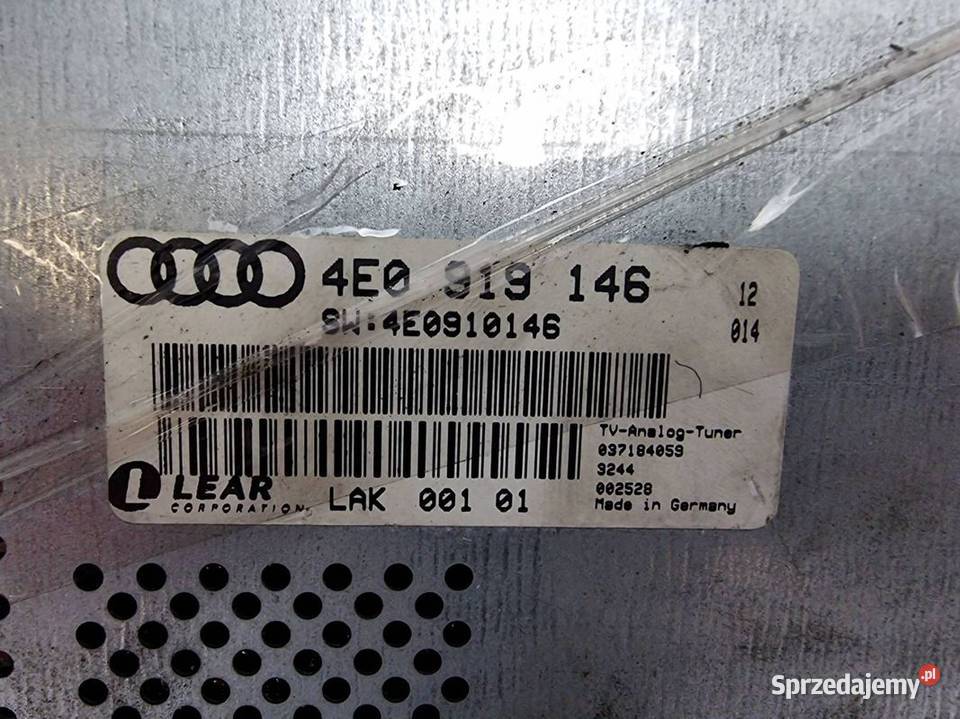 4E0 919 146
12
SW:4E0910146
014
TV-Analog-Tuner
037184059
9244
002528
Made in Germany
LEAR
CORPORATION
LAK 001 01
Sprzedajemy.pl